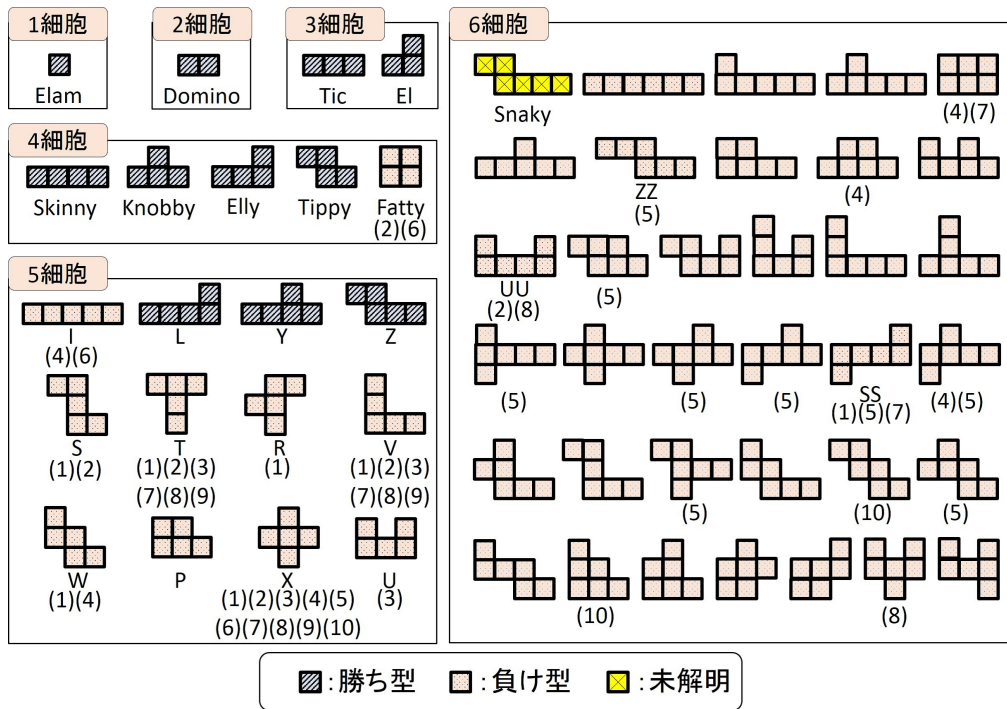 1細胞
Elam
2細胞
Domino
3細胞
Tic El
4細胞
Skinny Knobby Elly Tippy Fatty
(2)(6)
5細胞
I L Y Z
(4)(6)
S T R V
(1)(2) (1)(2)(3) (1) (1)(2)(3)
(7)(8)(9) (7)(8)(9)
W P X U
(1)(4) (1)(2)(3)(4)(5) (3)
(6)(7)(8)(9)(10)
6細胞
Snaky (4)(7)
ZZ (4)
(5)
UU (5)
(2)(8)
(5) (5) (5) SS (4)(5)
(1)(5)(7)
(5) (10) (5)
(10) (8)
:勝ち型 :負け型 :未解明